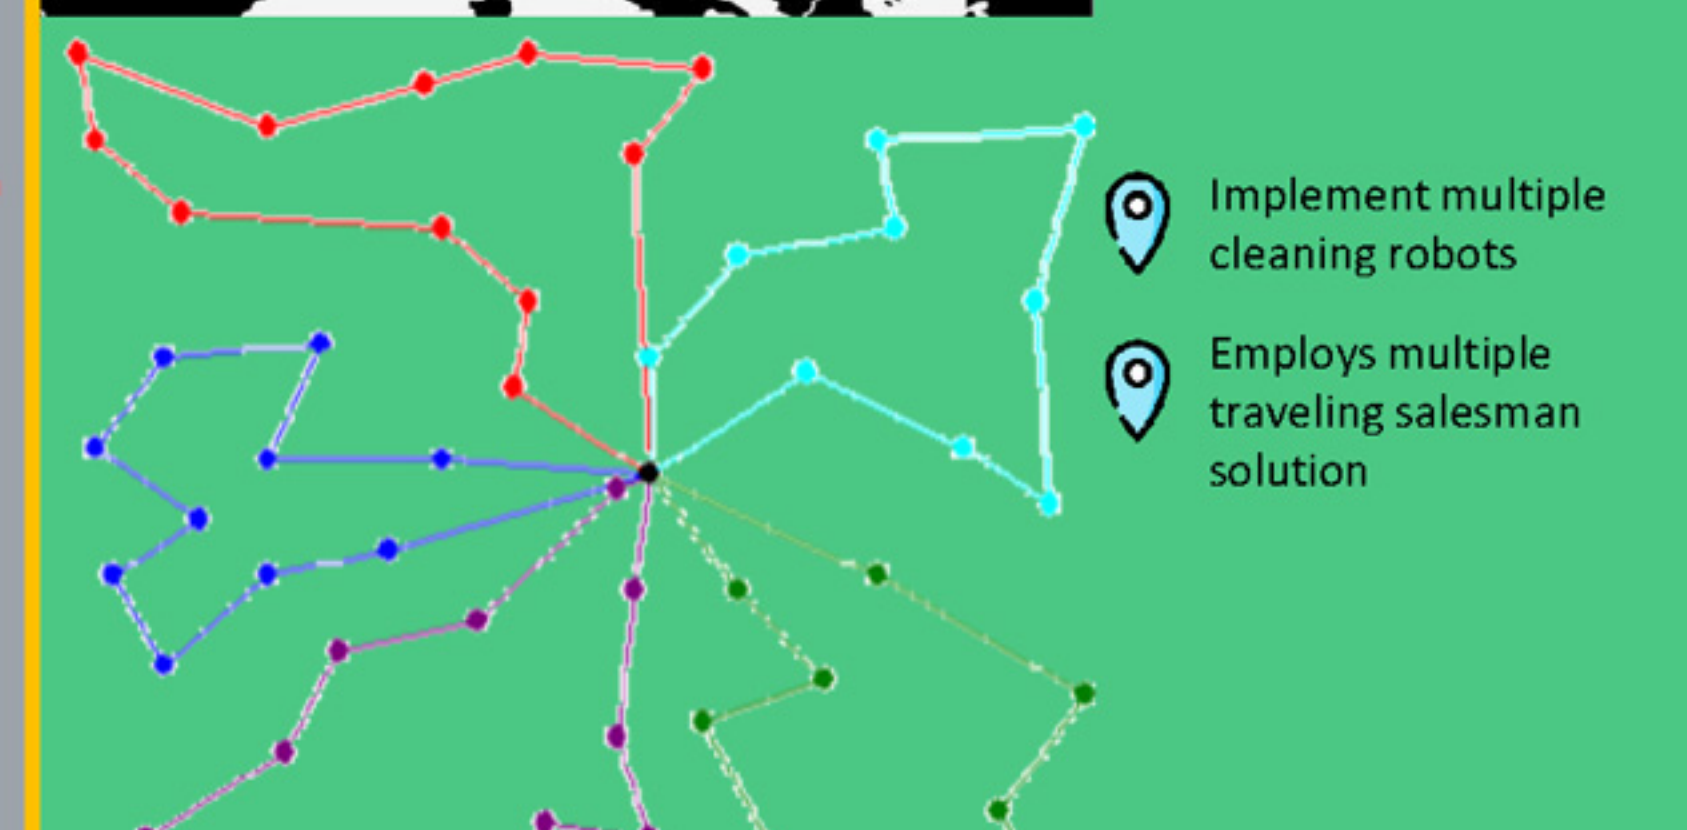 Implement multiple
cleaning robots
Employs multiple
traveling salesman
solution